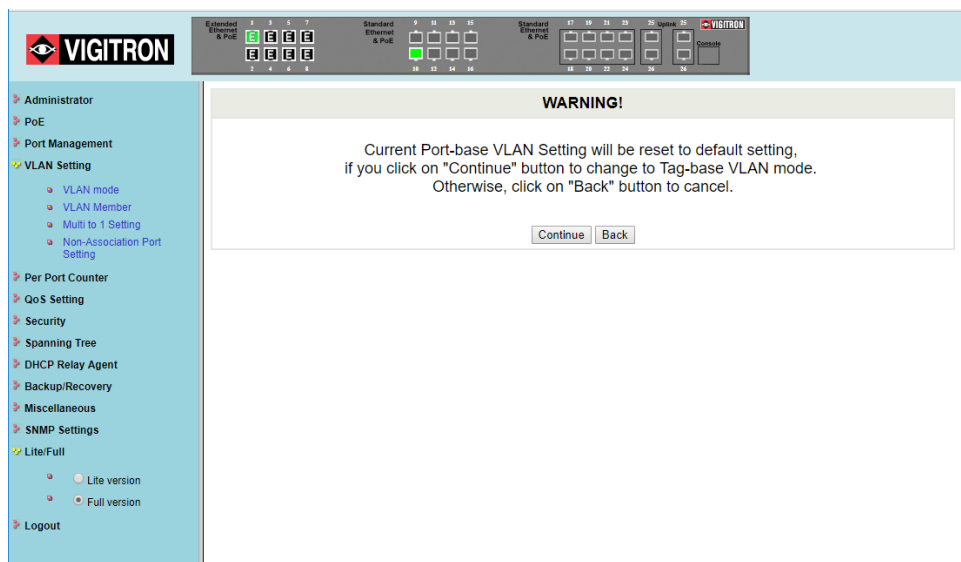 VIGITRON
Extended Ethernet & PoE
1 3 5 7
E E E E
E E E E
2 4 6 8
Standard Ethernet & PoE
9 11 13 15
10 12 14 16
Standard Ethernet & PoE
17 19 21 23 25 Uplink 25
18 20 22 24 26 26
VIGITRON
Console
Administrator
PoE
Port Management
VLAN Setting
VLAN mode
VLAN Member
Multi to 1 Setting
Non-Association Port
Setting
Per Port Counter
QoS Setting
Security
Spanning Tree
DHCP Relay Agent
Backup/Recovery
Miscellaneous
SNMP Settings
Lite/Full
Lite version
Full version
Logout
WARNING!
Current Port-base VLAN Setting will be reset to default setting,
if you click on "Continue" button to change to Tag-base VLAN mode.
Otherwise, click on "Back" button to cancel.
Continue Back